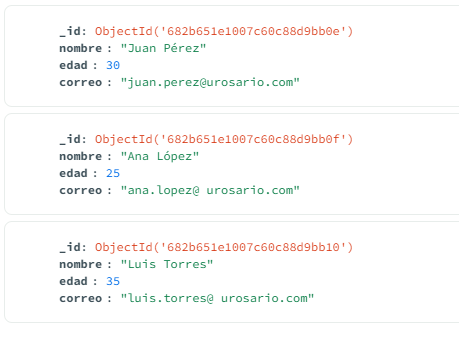 _id: ObjectId('682b651e1007c60c88d9bb0e')
nombre : "Juan Pérez"
edad : 30
correo : "juan.perez@urosario.com"
_id: ObjectId('682b651e1007c60c88d9bb0f')
nombre : "Ana López"
edad : 25
correo : "ana.lopez@ urosario.com"
_id: ObjectId('682b651e1007c60c88d9bb10')
nombre : "Luis Torres"
edad : 35
correo : "luis.torres@ urosario.com"